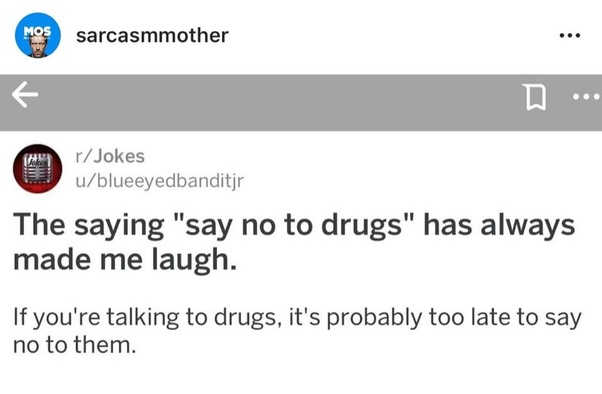 MOS
sarcasmmother
r/Jokes
u/blueeyedbanditjr
The saying "say no to drugs" has always
made me laugh.
If you're talking to drugs, it's probably too late to say
no to them.